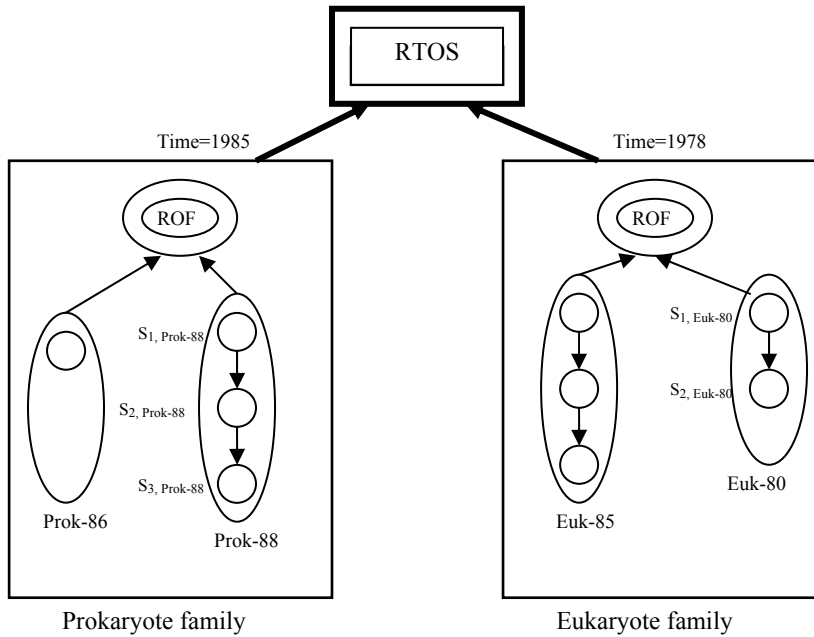 RTOS
Time=1985
Time=1978
ROF
ROF
S1, Prok-88
S1, Euk-80
S2, Prok-88
S2, Euk-80
S3, Prok-88
Prok-86
Prok-88
Euk-85
Euk-80
Prokaryote family
Eukaryote family